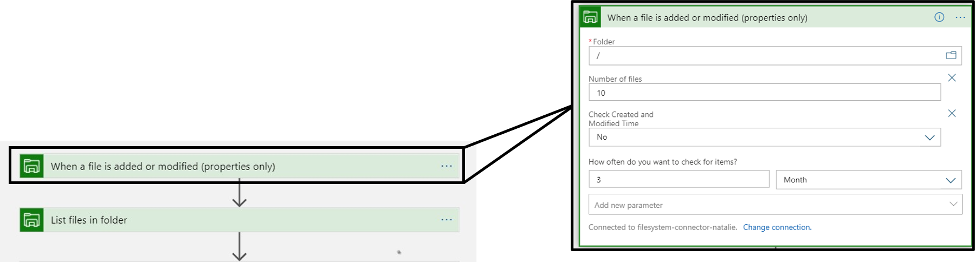 When a file is added or modified (properties only)
...
List files in folder
...
When a file is added or modified (properties only)
...
*Folder
/
Number of files
10
Check Created and
Modified Time
No
How often do you want to check for items?
3
Month
Add new parameter
Connected to filesystem-connector-natalie. Change connection.